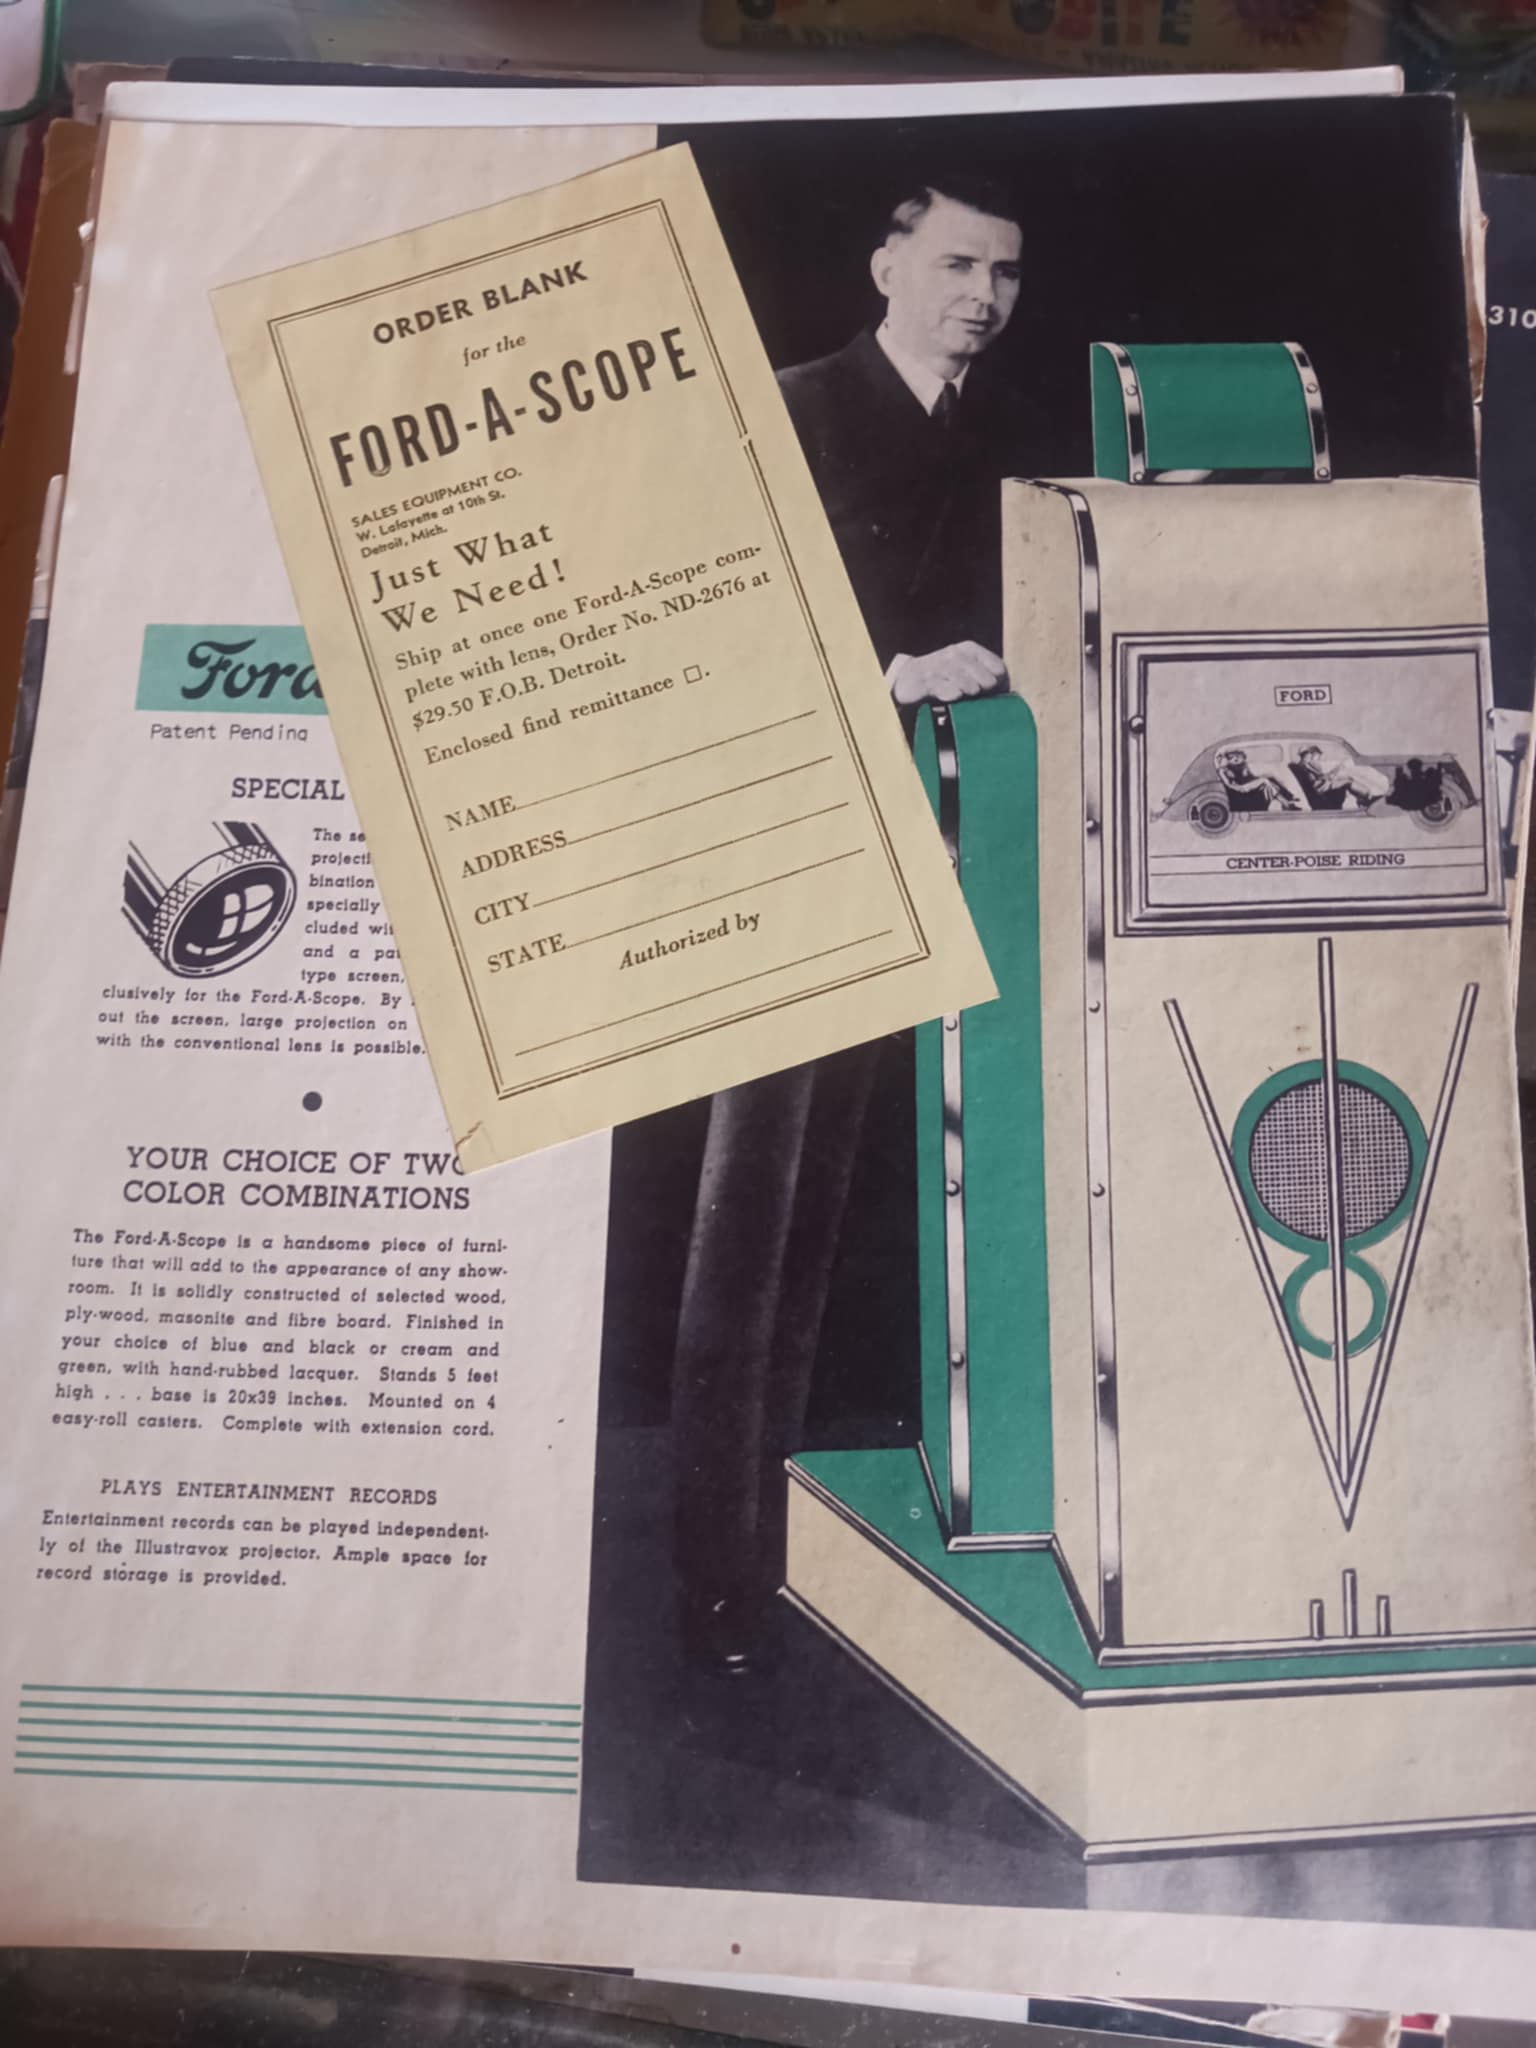 ORDER BLANK
for the
FORD-A-SCOPE
SALES EQUIPMENT CO.
W. Lafayette at 10th St.
Detroit, Mich.
Just What
We Need!
Ship at once one Ford-A-Scope com-
plete with lens, Order No. ND-2676 at
$29.50 F.O.B. Detroit.
Enclosed find remittance □.
NAME
ADDRESS
CITY
STATE
Authorized by
Ford
Patent Pending
SPECIAL
The
bination
specially
and a
type screen,
clusively for the Ford-A-Scope. By
out the screen, large projection on
with the conventional lens is possible.
YOUR CHOICE OF TWO
COLOR COMBINATIONS
The Ford-A-Scope is a handsome piece of furni-
ture that will add to the appearance of any show-
room. It is solidly constructed of selected wood,
ply-wood, masonite and fibre board. Finished in
your choice of blue and black or cream and
green, with hand-rubbed lacquer. Stands 5 feet
high . . . base is 20x39 inches. Mounted on 4
easy-roll casters. Complete with extension cord.
PLAYS ENTERTAINMENT RECORDS
Entertainment records can be played independent-
ly of the Illustravox projector. Ample space for
record storage is provided.
FORD
CENTER-POISE RIDING
310